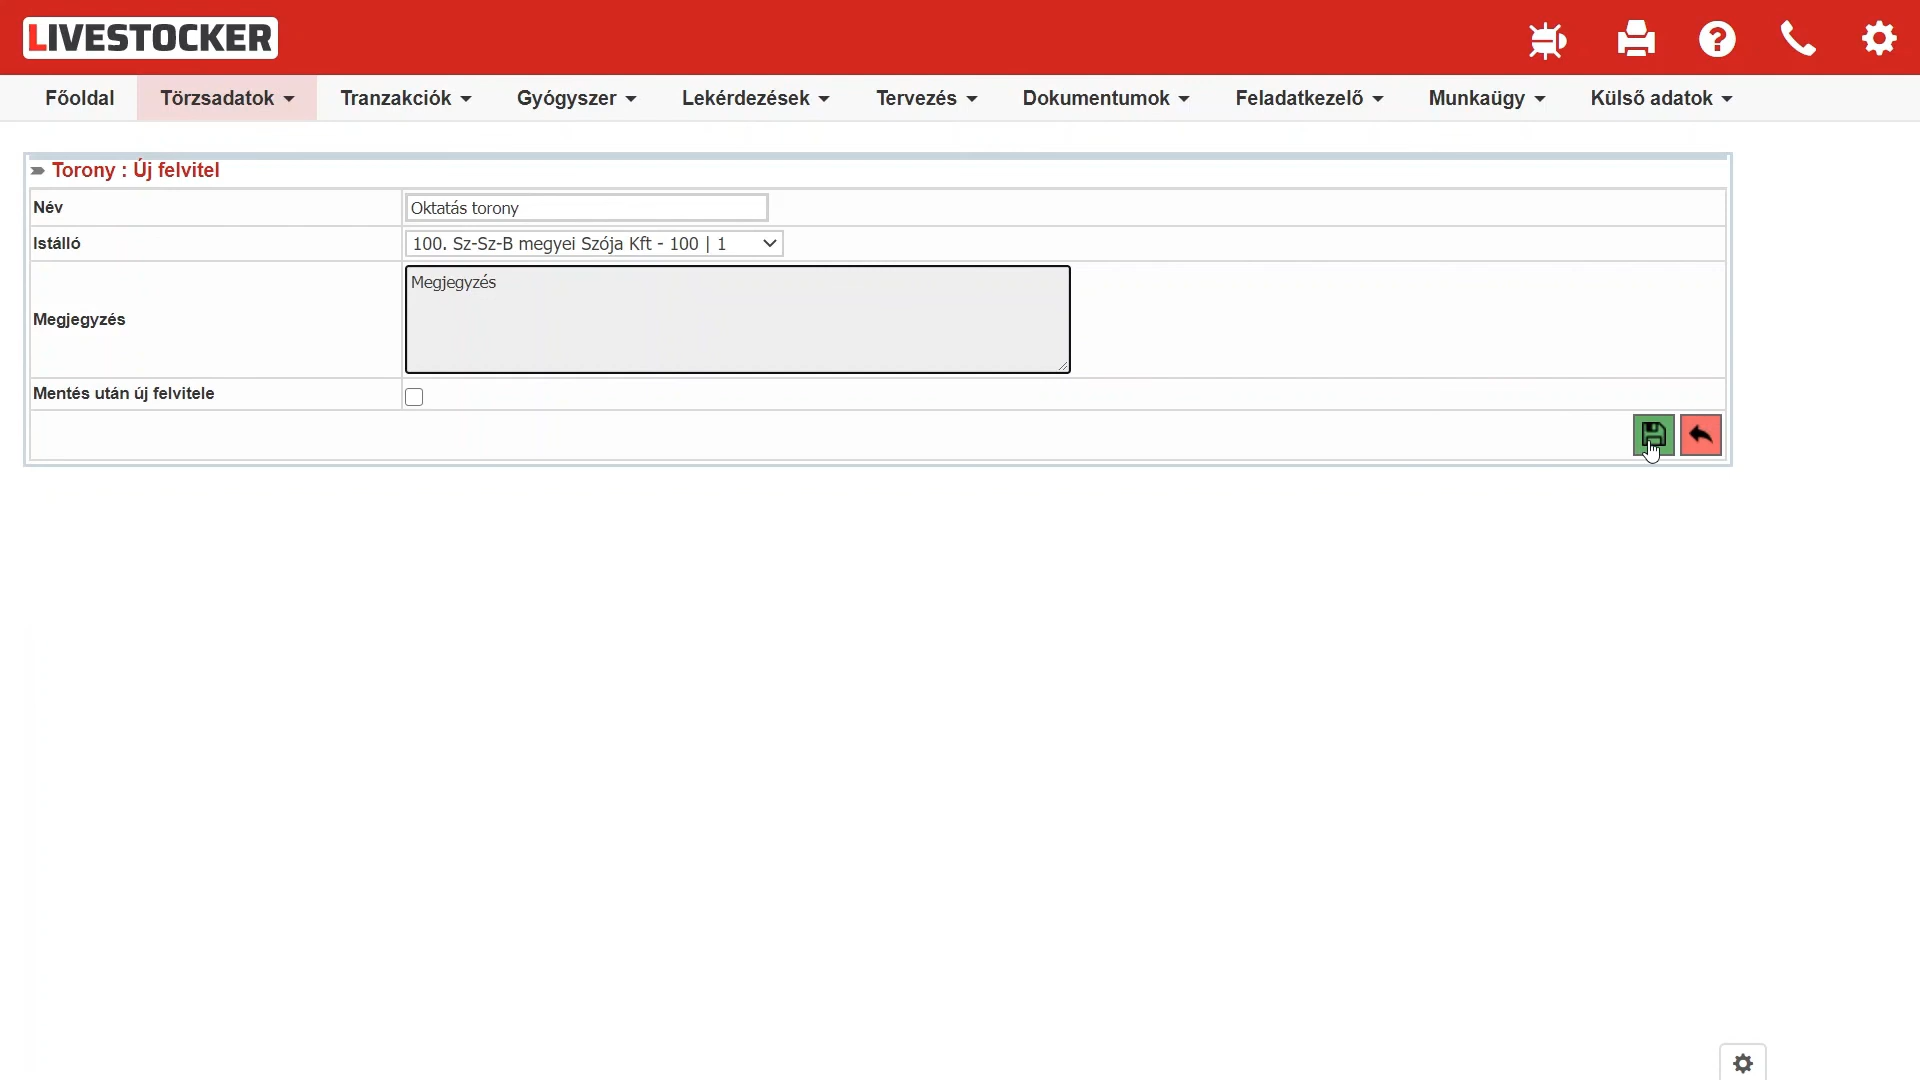 LIVESTOCKER
Főoldal Törzsadatok Tranzakciók Gyógyszer Lekérdezések Tervezés Dokumentumok Feladatkezelő Munkaügy Külső adatok
Torony : Új felvitel
Név Oktatás torony
Istálló 100. Sz-Sz-B megyei Szója Kft - 100 | 1
Megjegyzés Megjegyzés
Mentés után új felvitele